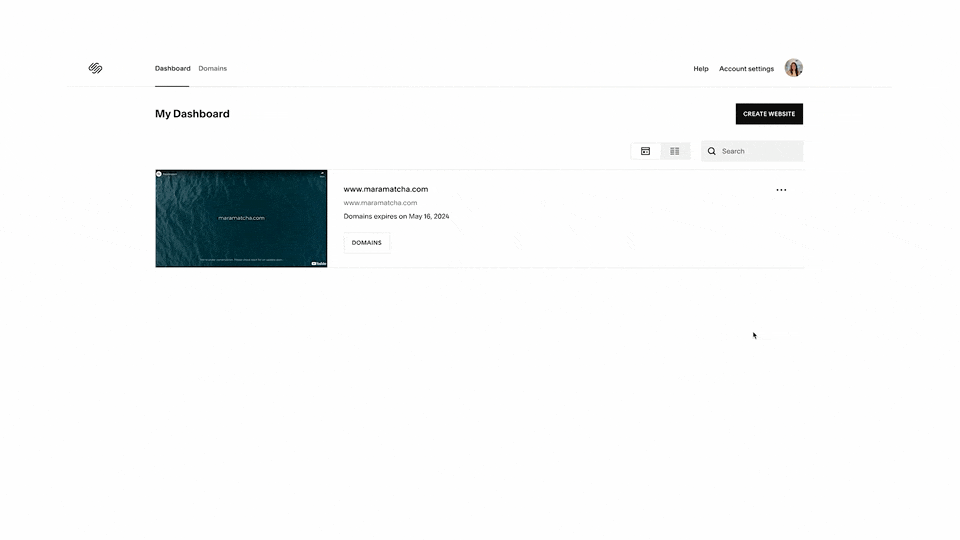 Dashboard Domains
Help Account settings
My Dashboard
CREATE WEBSITE
Search
www.maramatcha.com
www.maramatcha.com
Domains expires on May 16, 2024
DOMAINS
maramatcha.com